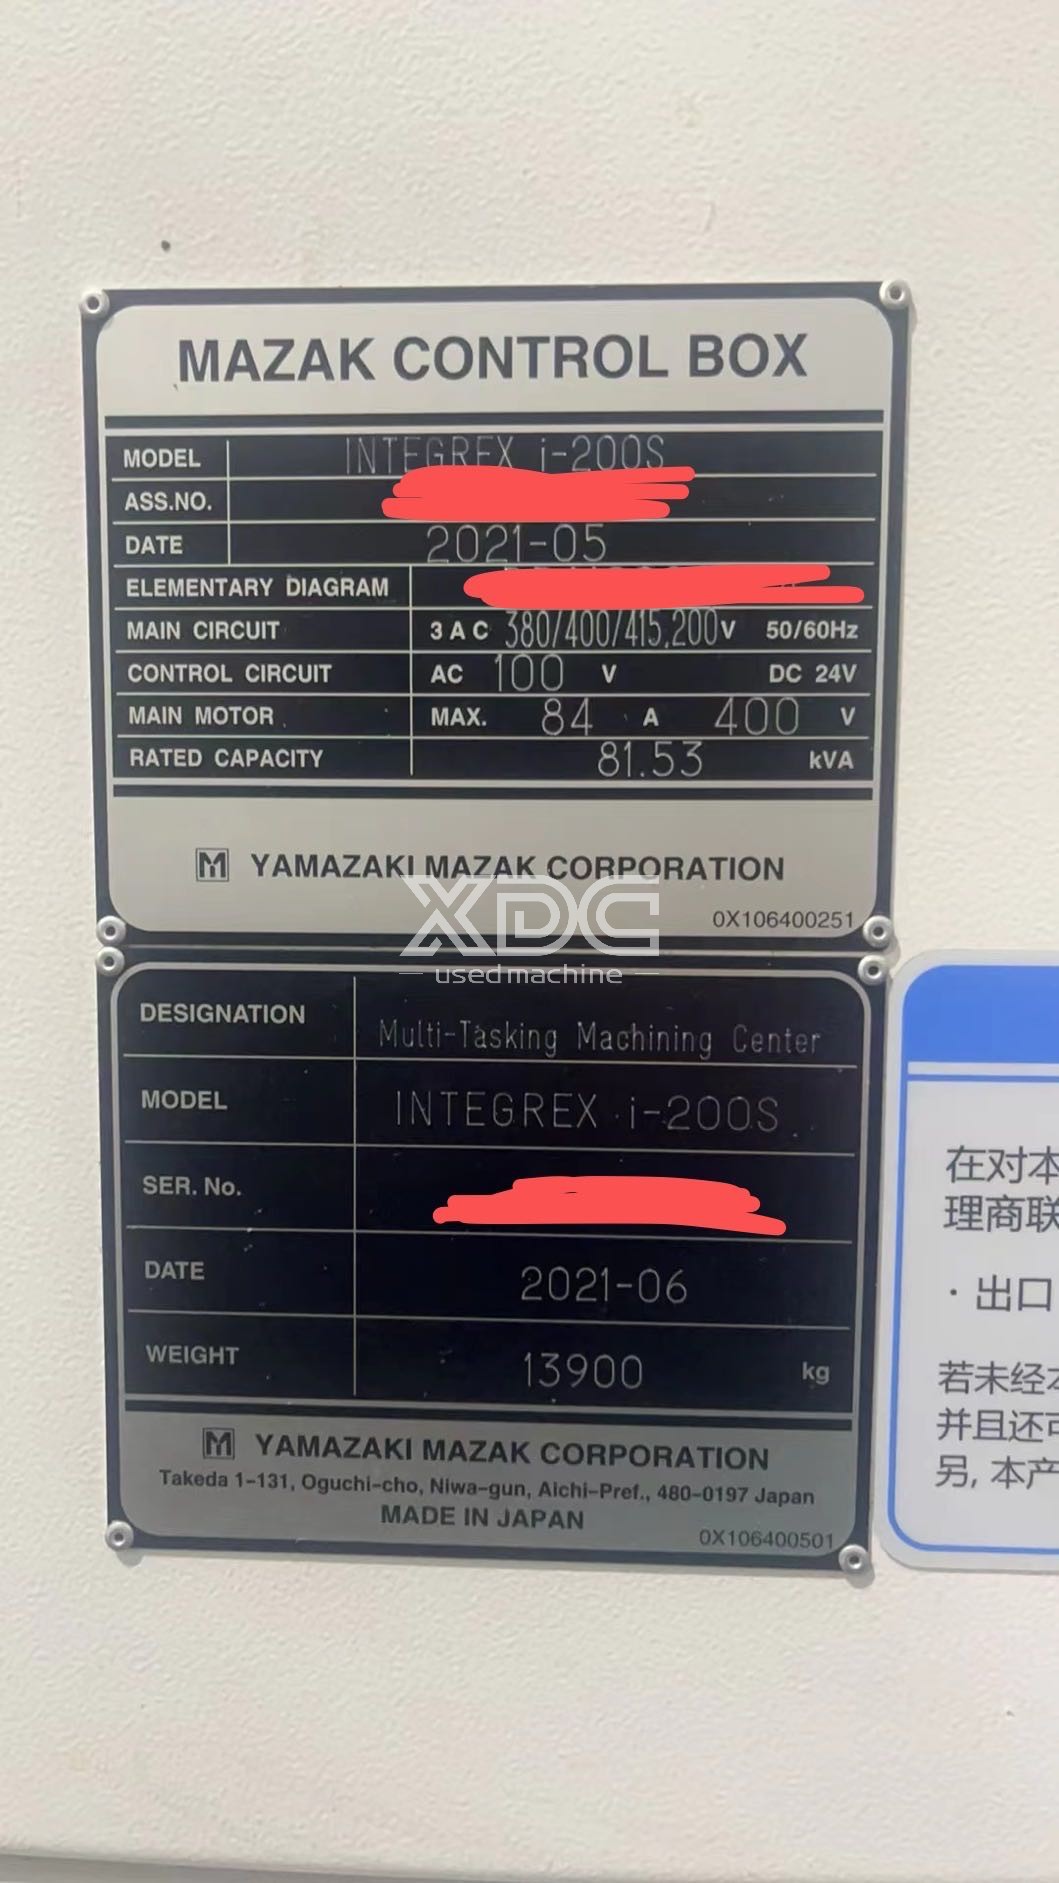 MAZAK CONTROL BOX
MODEL INTEGREX i-200S
ASS.NO.
DATE 2021-05
ELEMENTARY DIAGRAM
MAIN CIRCUIT 3 A C 380/400/415,200 V 50/60Hz
CONTROL CIRCUIT AC 100 V DC 24V
MAIN MOTOR MAX. 84 A 400 V
RATED CAPACITY 81.53 kVA
M YAMAZAKI MAZAK CORPORATION
0X106400251
XDC
used machine
DESIGNATION Multi-Tasking Machining Center
MODEL INTEGREX i-200S
SER. No.
DATE 2021-06
WEIGHT 13900 kg
M YAMAZAKI MAZAK CORPORATION
Takeda 1-131, Oguchi-cho, Niwa-gun, Aichi-Pref., 480-0197 Japan
MADE IN JAPAN
0X106400501
在对本
理商联
· 出口
若未经本
并且还可
另, 本产